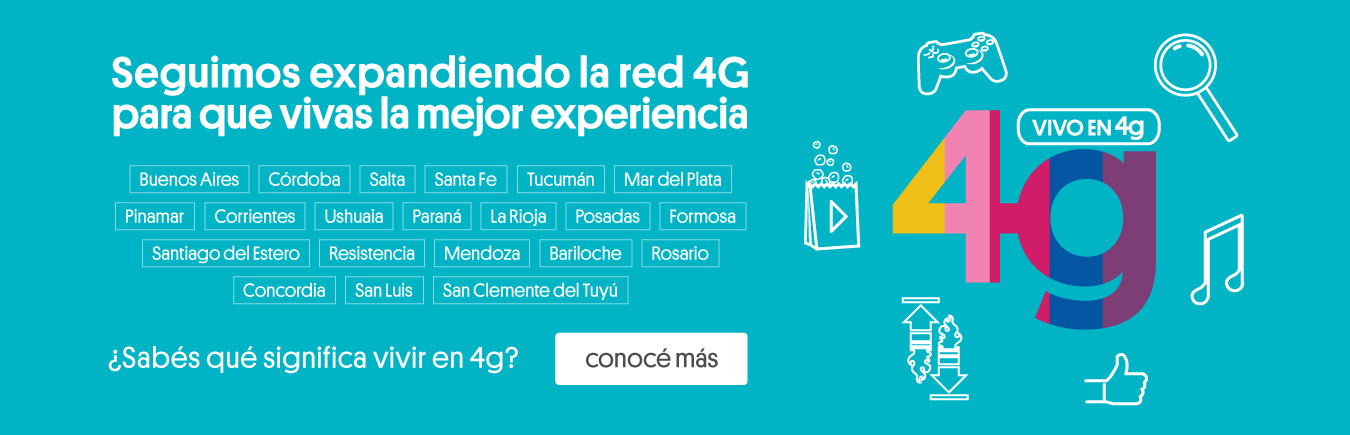 Seguimos expandiendo la red 4G
para que vivas la mejor experiencia
Buenos Aires Córdoba Salta Santa Fe Tucumán Mar del Plata
Pinamar Corrientes Ushuaia Paraná La Rioja Posadas Formosa
Santiago del Estero Resistencia Mendoza Bariloche Rosario
Concordia San Luis San Clemente del Tuyú
¿Sabés qué significa vivir en 4g? conocé más
VIVO EN 4g
4g